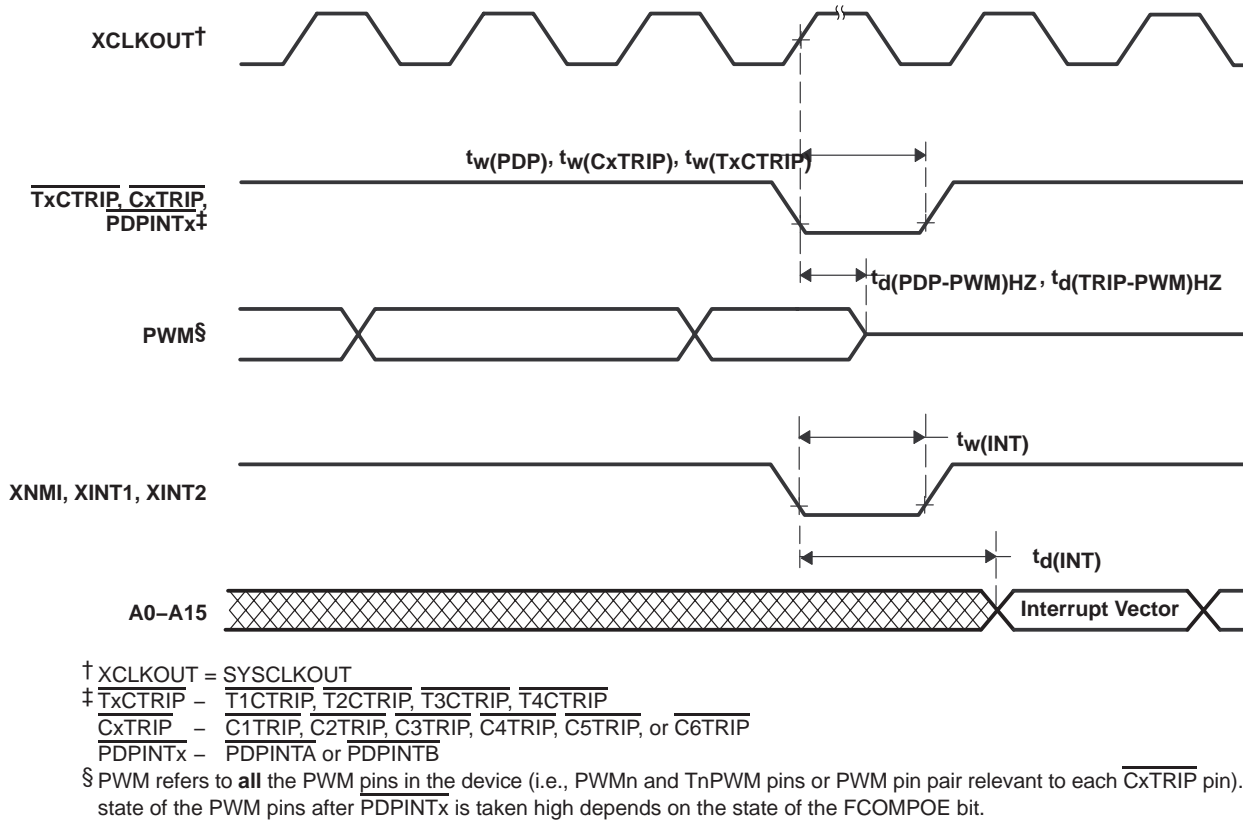 XCLKOUT†
tw(PDP), tw(CxTRIP), tw(TxCTRIP)
TxCTRIP, CxTRIP,
PDPINTx‡
td(PDP-PWM)HZ, td(TRIP-PWM)HZ
PWM§
tw(INT)
XNMI, XINT1, XINT2
td(INT)
A0–A15
Interrupt Vector
† XCLKOUT = SYSCLKOUT
‡ TxCTRIP – T1CTRIP, T2CTRIP, T3CTRIP, T4CTRIP
CxTRIP – C1TRIP, C2TRIP, C3TRIP, C4TRIP, C5TRIP, or C6TRIP
PDPINTx – PDPINTA or PDPINTB
§ PWM refers to all the PWM pins in the device (i.e., PWMn and TnPWM pins or PWM pin pair relevant to each CxTRIP pin).
state of the PWM pins after PDPINTx is taken high depends on the state of the FCOMPOE bit.